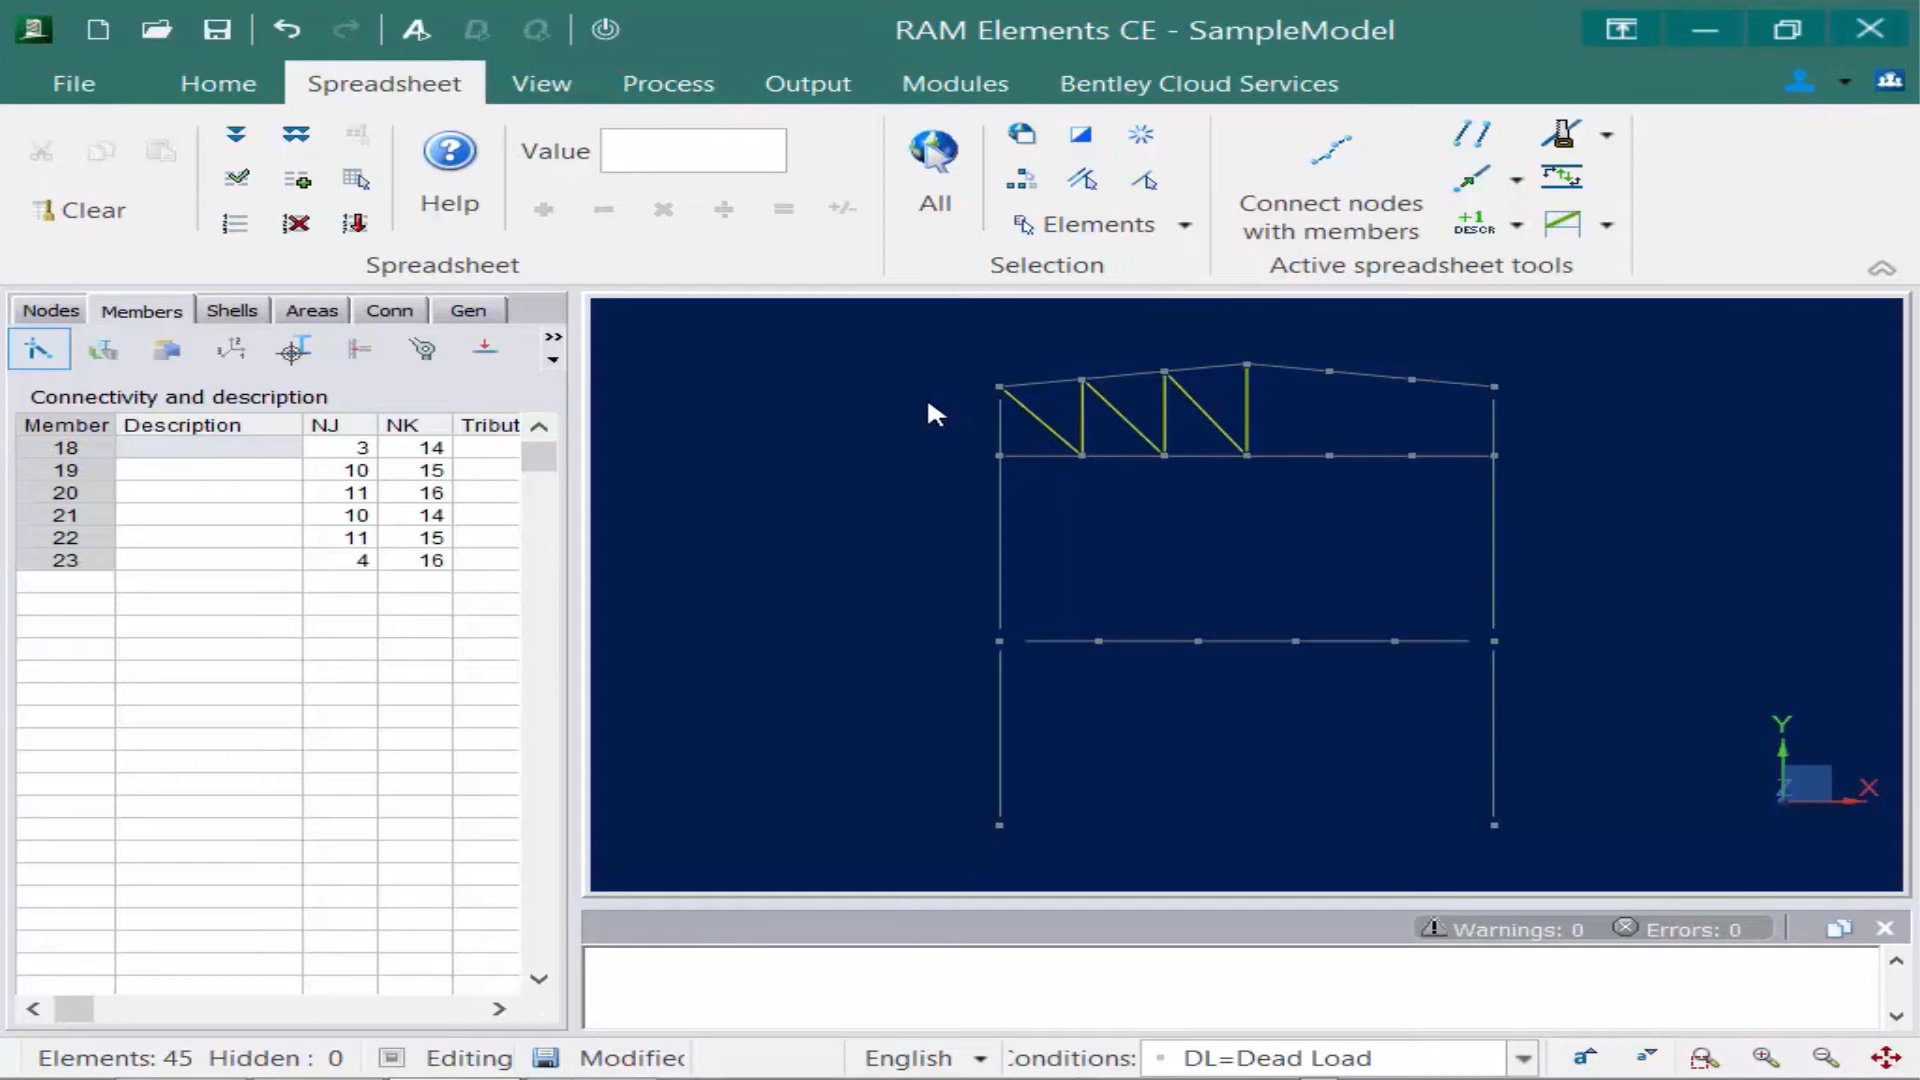 RAM Elements CE - SampleModel
File Home Spreadsheet View Process Output Modules Bentley Cloud Services
Clear
Help
Value
All
Elements
Connect nodes
with members
+1
DESCR
Spreadsheet Selection Active spreadsheet tools
Nodes Members Shells Areas Conn Gen
Connectivity and description
Member Description NJ NK Tribut
18 3 14
19 10 15
20 11 16
21 10 14
22 11 15
23 4 16
Y
Z X
Warnings: 0 Errors: 0
Elements: 45 Hidden : 0 Editing Modified English Conditions: DL=Dead Load